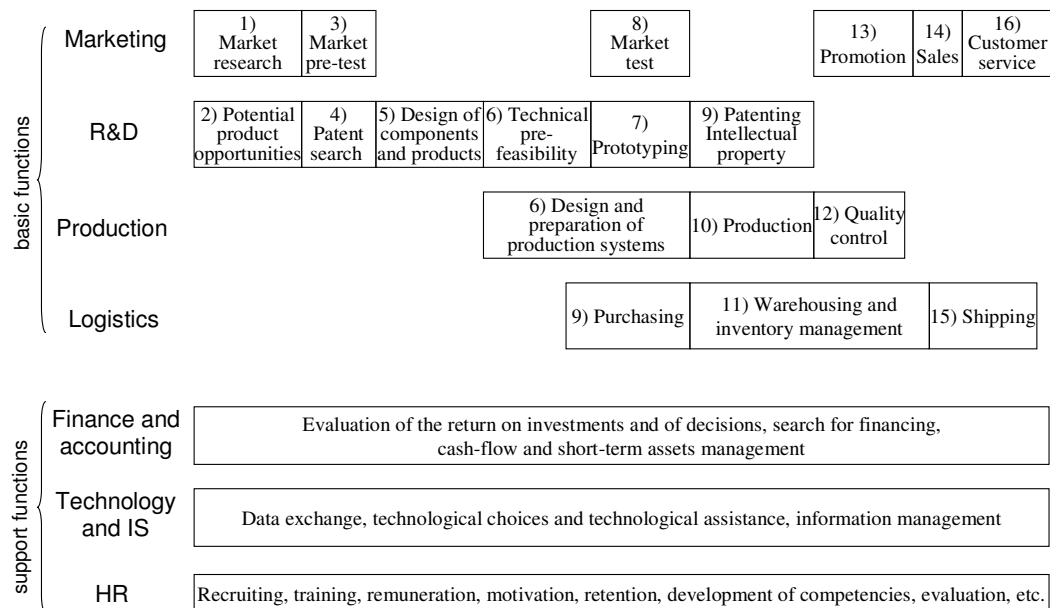 basic functions
Marketing
1)
Market
research
3)
Market
pre-test
8)
Market
test
13)
Promotion
14)
Sales
16)
Customer
service
R&D
2) Potential
product
opportunities
4)
Patent
search
5) Design of
components
and products
6) Technical
pre-
feasibility
7)
Prototyping
9) Patenting
Intellectual
property
Production
6) Design and
preparation of
production systems
10) Production
12) Quality
control
Logistics
9) Purchasing
11) Warehousing and
inventory management
15) Shipping
support functions
Finance and
accounting
Evaluation of the return on investments and of decisions, search for financing,
cash-flow and short-term assets management
Technology
and IS
Data exchange, technological choices and technological assistance, information management
HR
Recruiting, training, remuneration, motivation, retention, development of competencies, evaluation, etc.